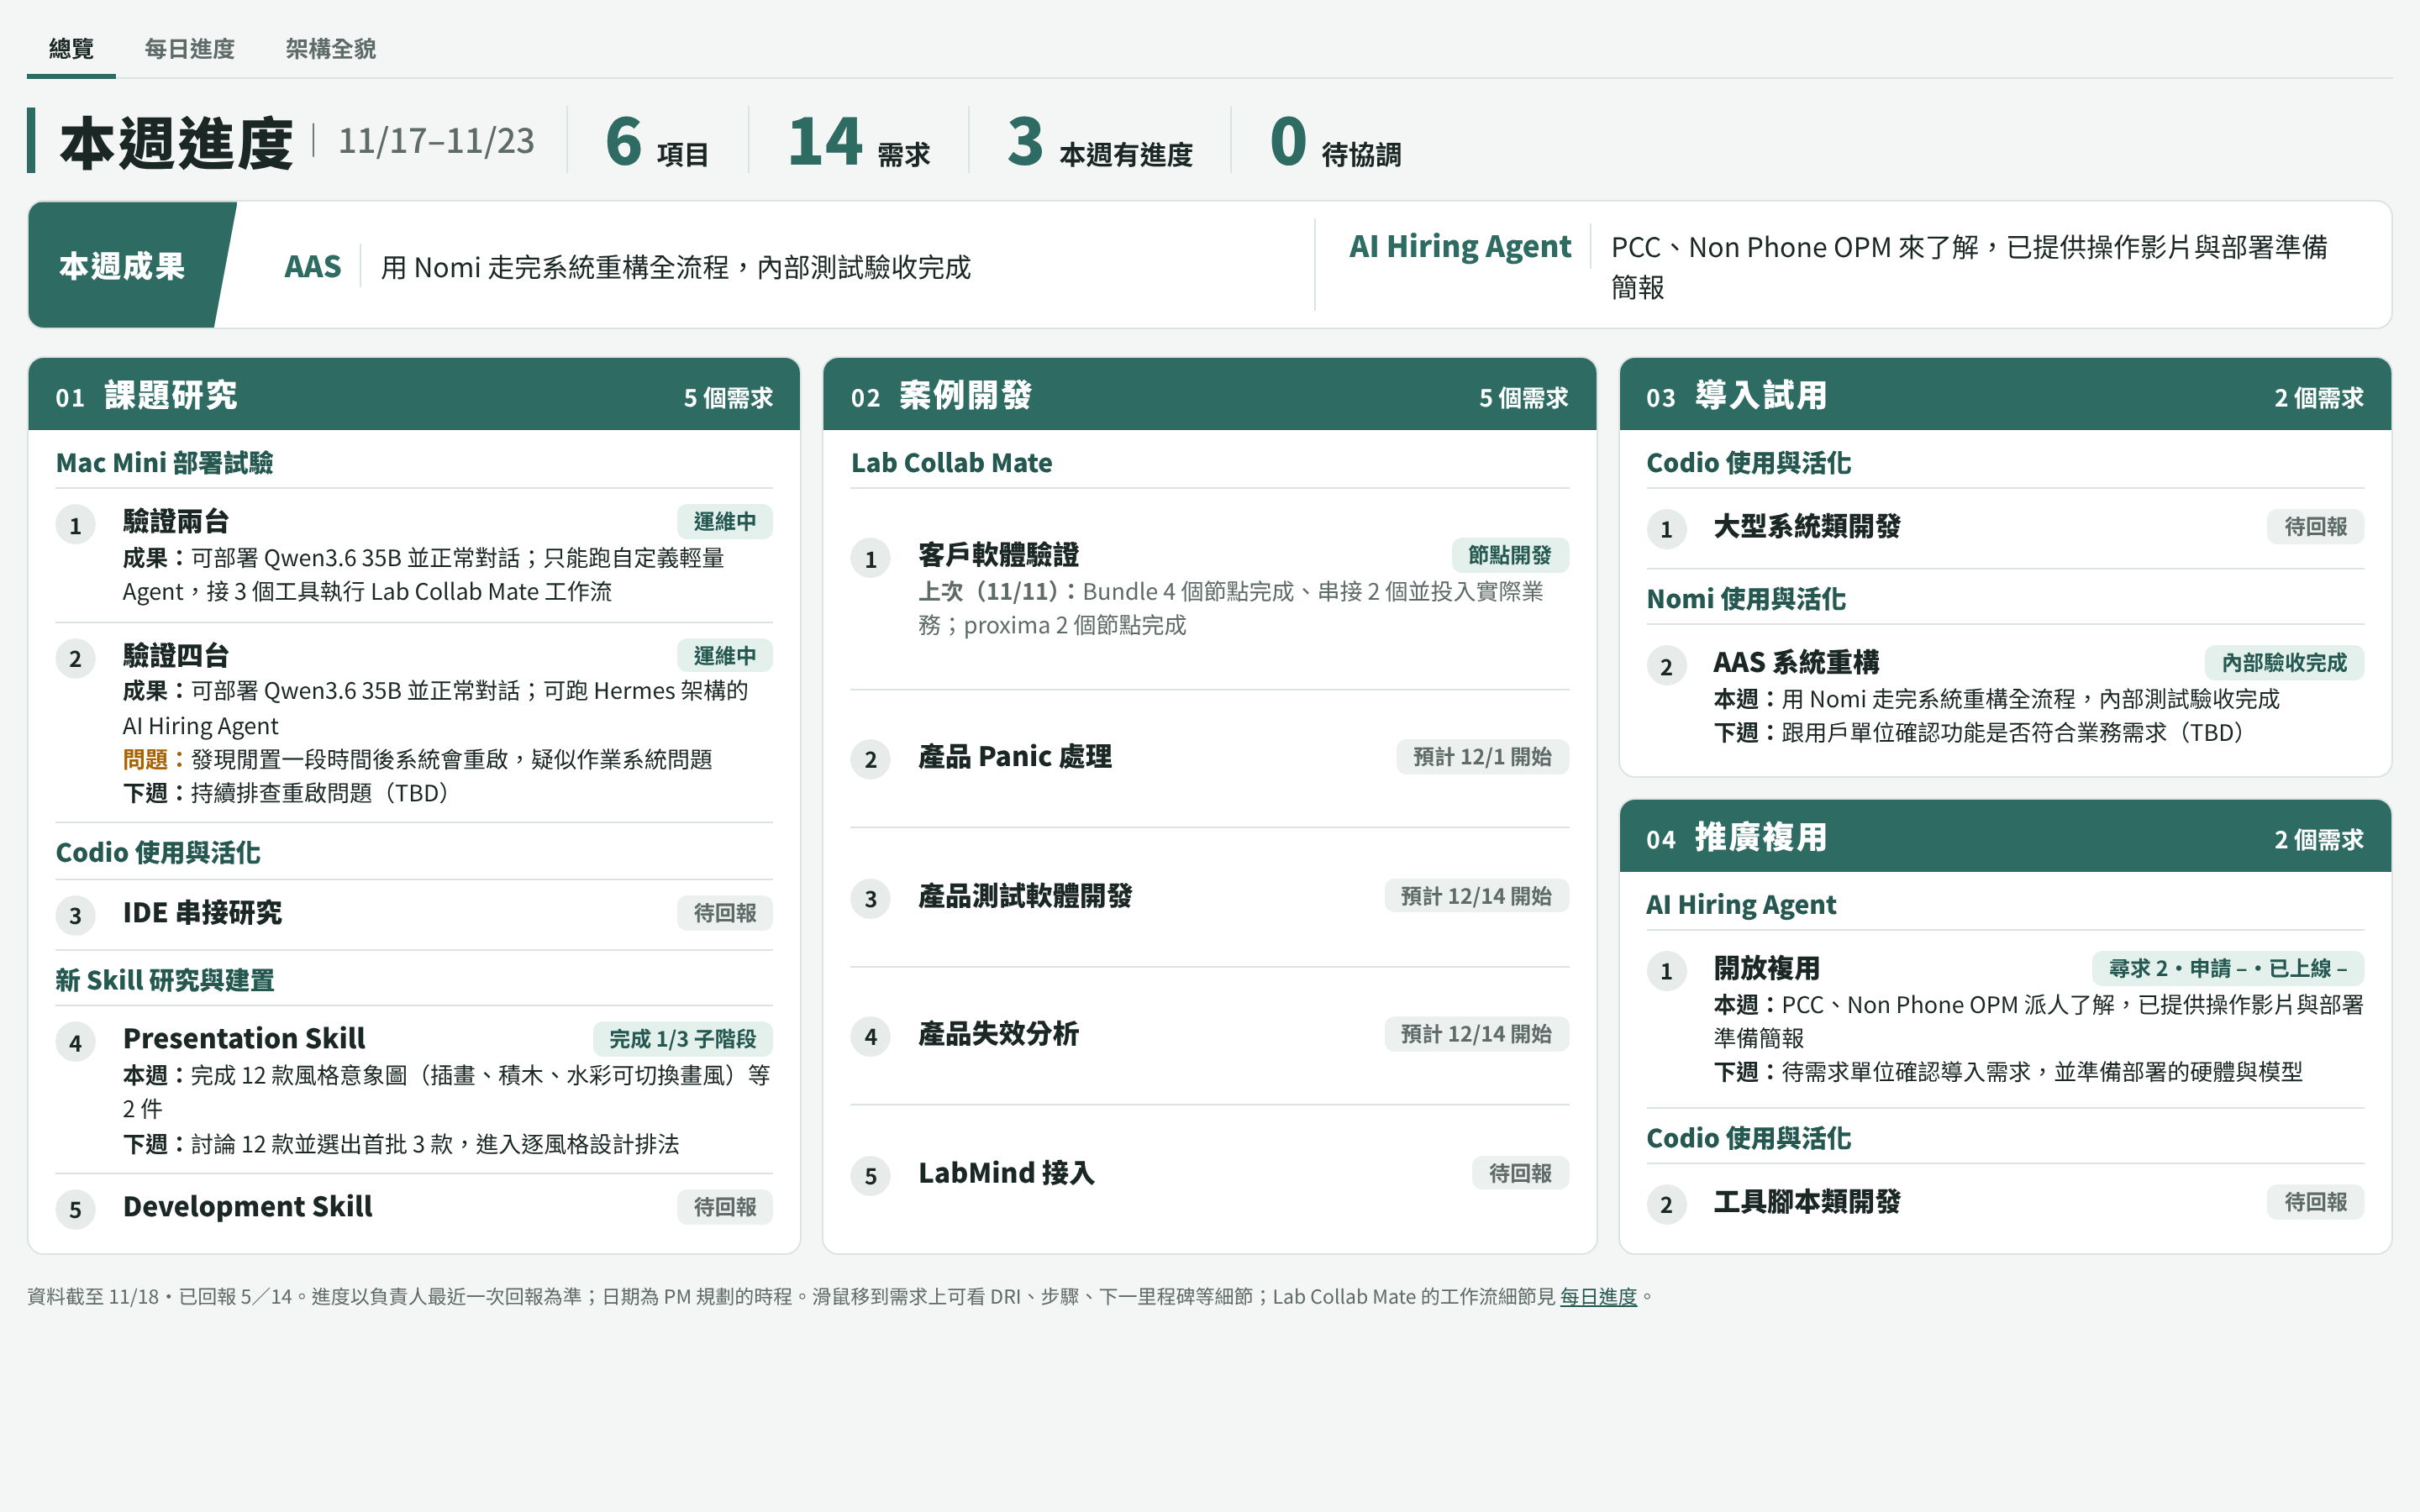 總覽
每日進度
架構全貌
本週進度
11/17–11/23
6 項目
14 需求
3 本週有進度
0 待協調
本週成果
AAS
用 Nomi 走完系統重構全流程，內部測試驗收完成
AI Hiring Agent
PCC、Non Phone OPM 來了解，已提供操作影片與部署準備
簡報
01 課題研究
5 個需求
Mac Mini 部署試驗
1 驗證兩台
運維中
成果：可部署 Qwen3.6 35B 並正常對話；只能跑自定義輕量
Agent，接 3 個工具執行 Lab Collab Mate 工作流
2 驗證四台
運維中
成果：可部署 Qwen3.6 35B 並正常對話；可跑 Hermes 架構的
AI Hiring Agent
問題：發現閒置一段時間後系統會重啟，疑似作業系統問題
下週：持續排查重啟問題（TBD）
Codio 使用與活化
3 IDE 串接研究
待回報
新 Skill 研究與建置
4 Presentation Skill
完成 1/3 子階段
本週：完成 12 款風格意象圖（插畫、積木、水彩可切換畫風）等
2 件
下週：討論 12 款並選出首批 3 款，進入逐風格設計排法
5 Development Skill
待回報
02 案例開發
5 個需求
Lab Collab Mate
1 客戶軟體驗證
節點開發
上次（11/11）：Bundle 4 個節點完成、串接 2 個並投入實際業
務；proxima 2 個節點完成
2 產品 Panic 處理
預計 12/1 開始
3 產品測試軟體開發
預計 12/14 開始
4 產品失效分析
預計 12/14 開始
5 LabMind 接入
待回報
03 導入試用
2 個需求
Codio 使用與活化
1 大型系統類開發
待回報
Nomi 使用與活化
2 AAS 系統重構
內部驗收完成
本週：用 Nomi 走完系統重構全流程，內部測試驗收完成
下週：跟用戶單位確認功能是否符合業務需求（TBD）
04 推廣複用
2 個需求
AI Hiring Agent
1 開放複用
尋求 2・申請 –・已上線 –
本週：PCC、Non Phone OPM 派人了解，已提供操作影片與部署
準備簡報
下週：待需求單位確認導入需求，並準備部署的硬體與模型
Codio 使用與活化
2 工具腳本類開發
待回報
資料截至 11/18・已回報 5／14。進度以負責人最近一次回報為準；日期為 PM 規劃的時程。滑鼠移到需求上可看 DRI、步驟、下一里程碑等細節；Lab Collab Mate 的工作流細節見 每日進度。